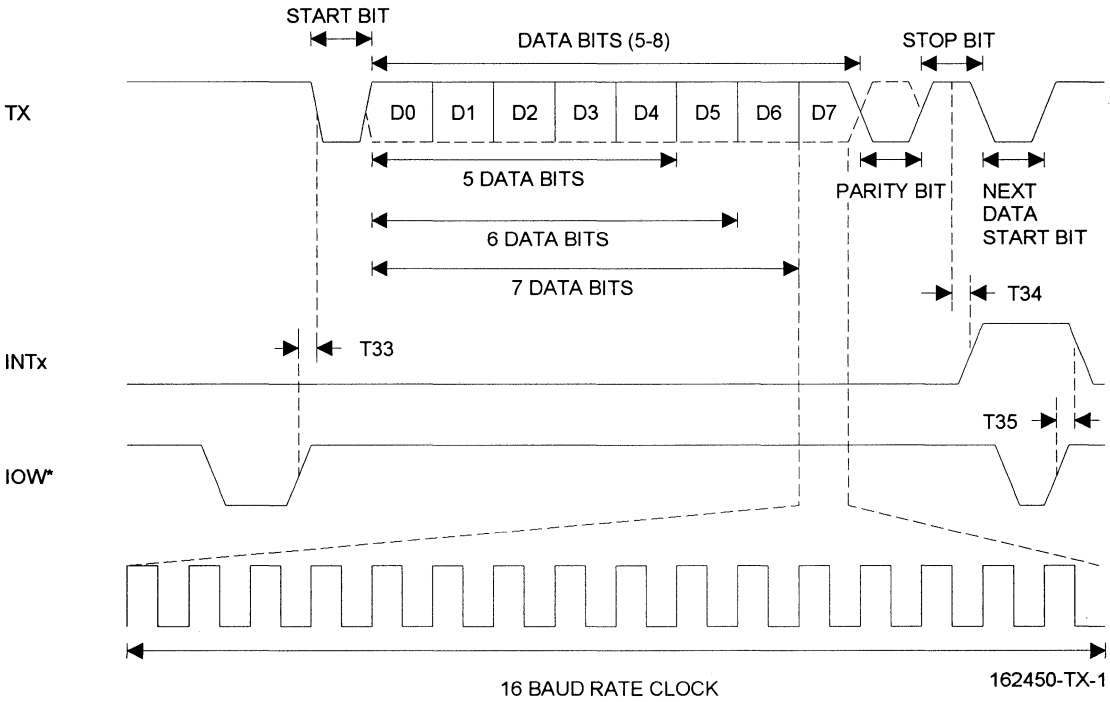 START BIT
DATA BITS (5-8)
STOP BIT
TX
D0 D1 D2 D3 D4 D5 D6 D7
5 DATA BITS
PARITY BIT
NEXT
DATA
START BIT
6 DATA BITS
7 DATA BITS
T34
T33
INTx
T35
IOW*
16 BAUD RATE CLOCK
162450-TX-1